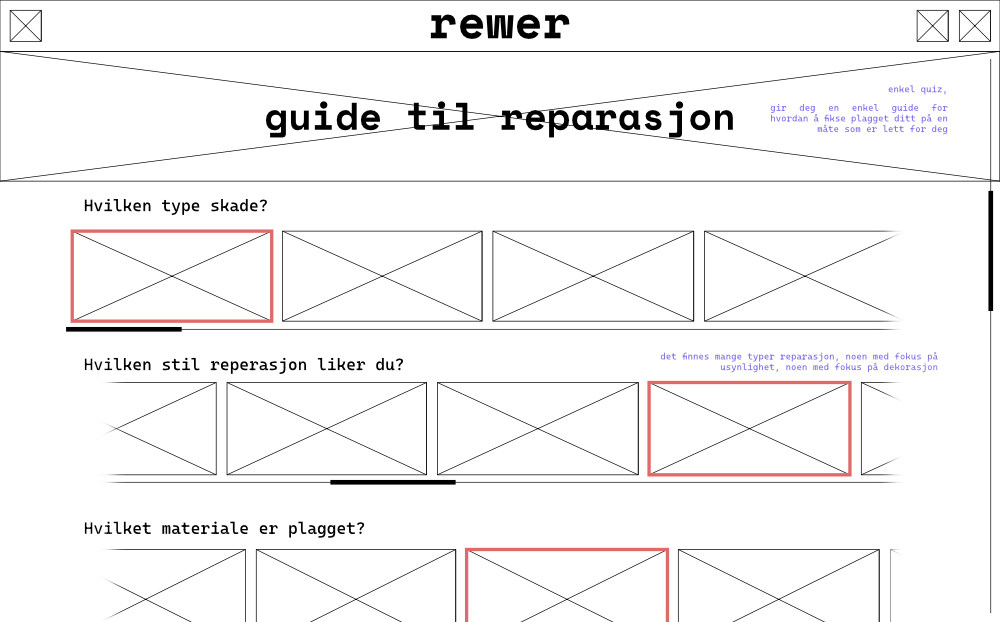 rewer
guide til reparasjon
enkel quiz,
gir deg en enkel guide for
hvordan å fikse plagget ditt på en
måte som er lett for deg
Hvilken type skade?
Hvilken stil reperasjon liker du?
det finnes mange typer reparasjon, noen med fokus på
usynlighet, noen med fokus på dekorasjon
Hvilket materiale er plagget?